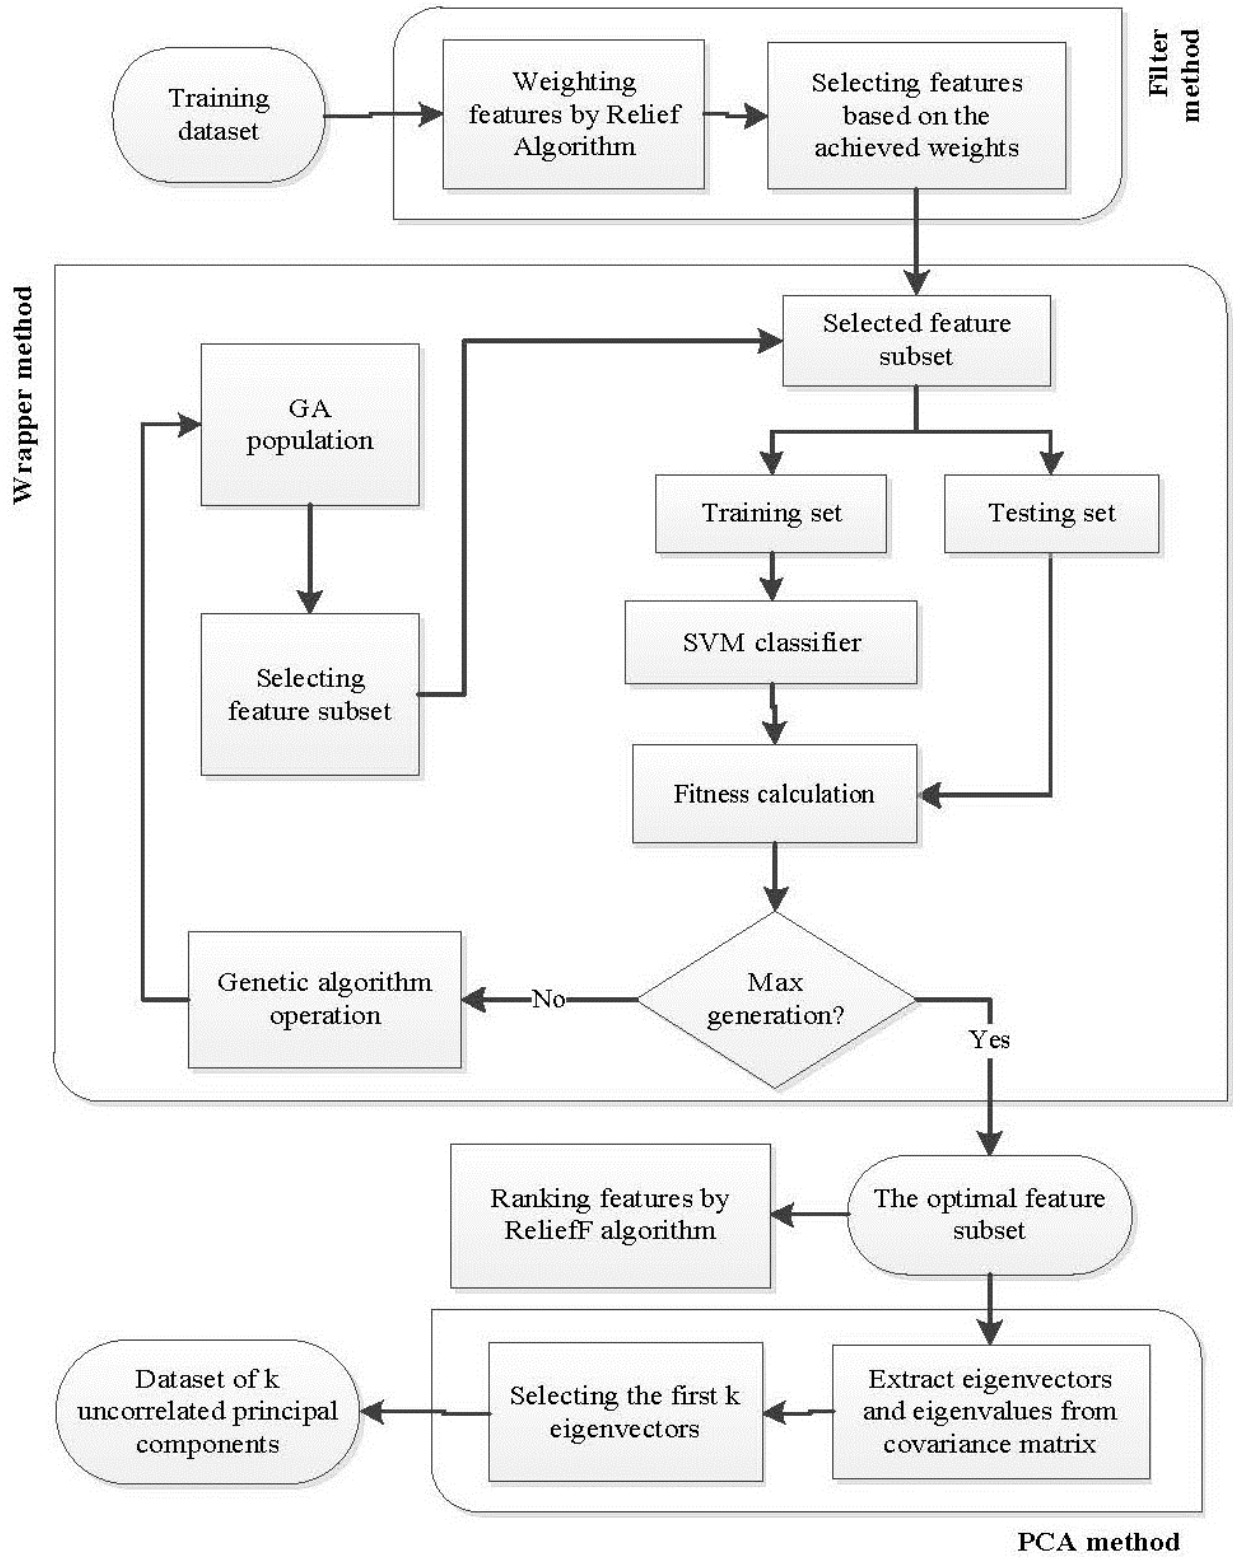 Training
dataset
Weighting
features by Relief
Algorithm
Selecting features
based on the
achieved weights
Filter
method
Wrapper method
Selected feature
subset
GA
population
Training set
Testing set
SVM classifier
Selecting
feature subset
Fitness calculation
Genetic algorithm
operation
No
Max
generation?
Yes
Ranking features by
ReliefF algorithm
The optimal feature
subset
Dataset of k
uncorrelated principal
components
Selecting the first k
eigenvectors
Extract eigenvectors
and eigenvalues from
covariance matrix
PCA method